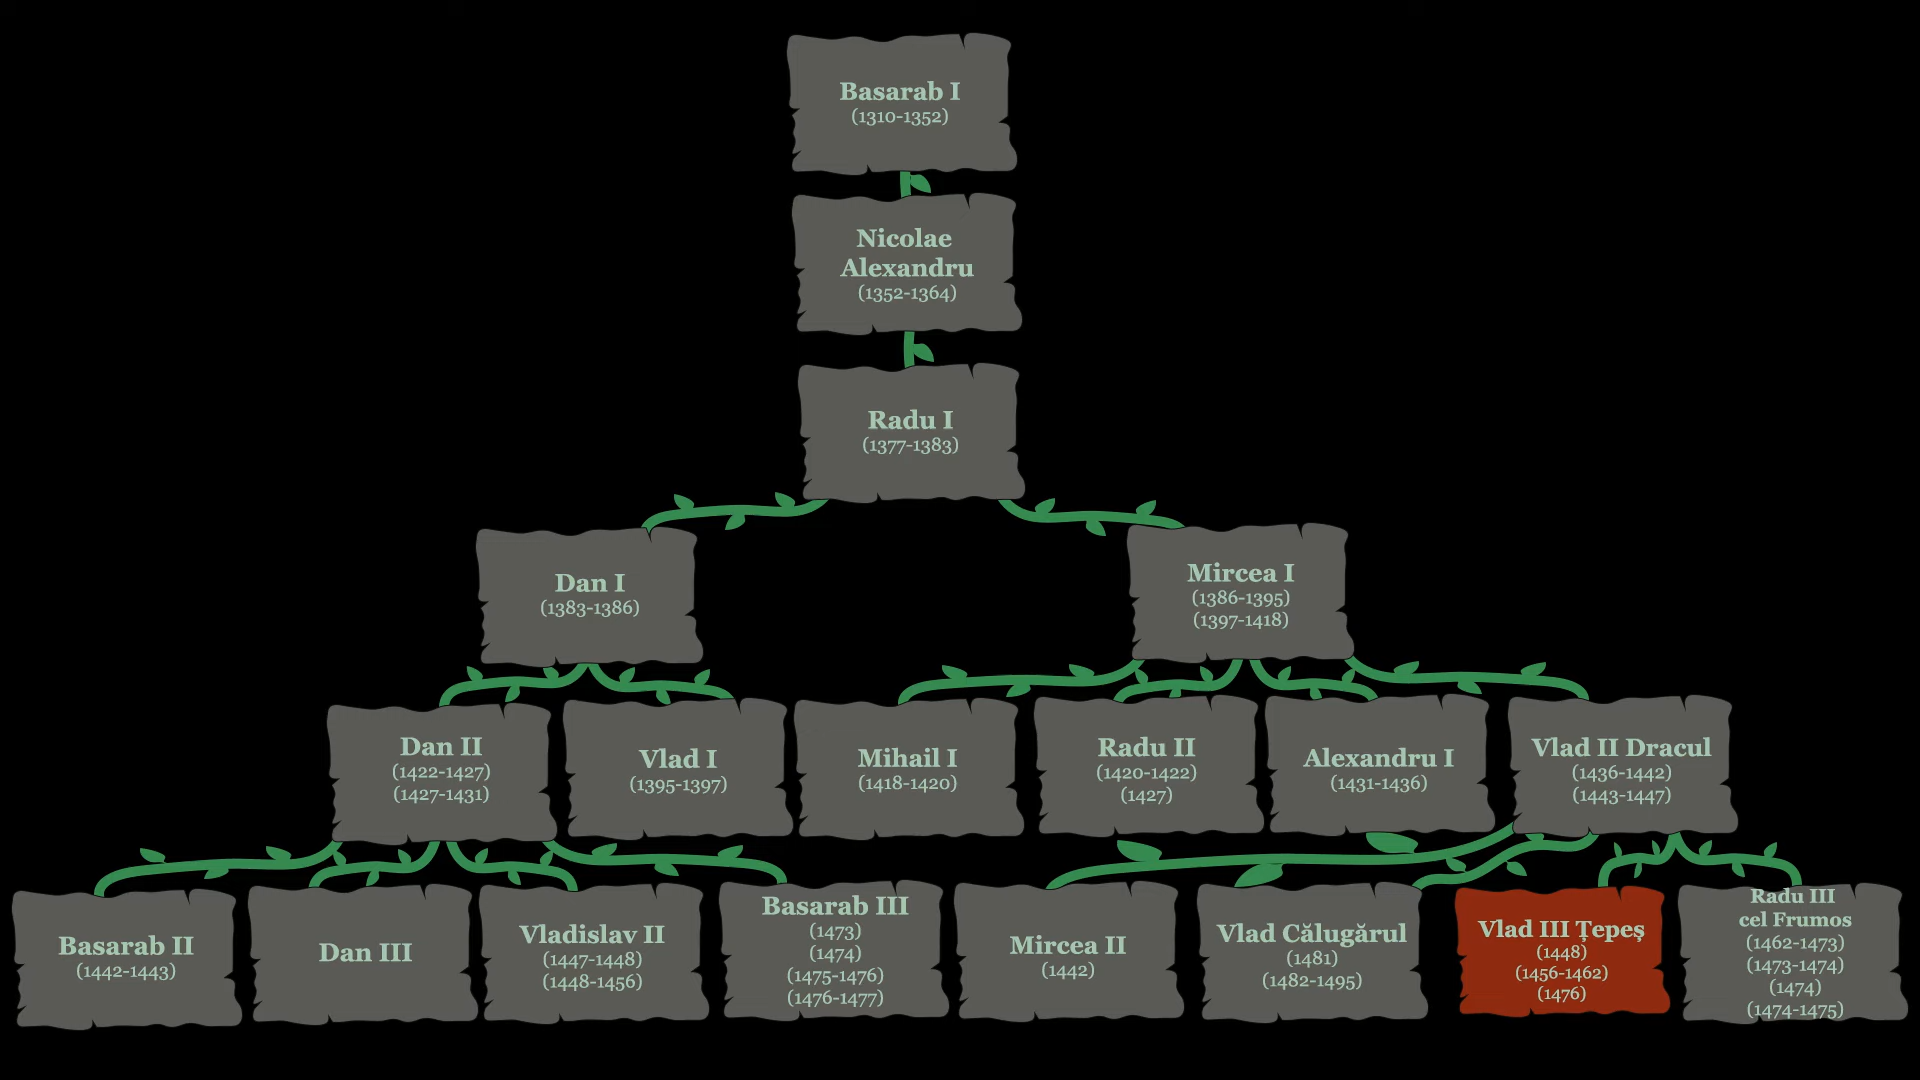 Basarab I
(1310-1352)
Nicolae
Alexandru
(1352-1364)
Radu I
(1377-1383)
Dan I
(1383-1386)
Mircea I
(1386-1395)
(1397-1418)
Dan II
(1422-1427)
(1427-1431)
Vlad I
(1395-1397)
Mihail I
(1418-1420)
Radu II
(1420-1422)
(1427)
Alexandru I
(1431-1436)
Vlad II Dracul
(1436-1442)
(1443-1447)
Basarab II
(1442-1443)
Dan III
Vladislav II
(1447-1448)
(1448-1456)
Basarab III
(1473)
(1474)
(1475-1476)
(1476-1477)
Mircea II
(1442)
Vlad Călugărul
(1481)
(1482-1495)
Vlad III Țepeș
(1448)
(1456-1462)
(1476)
Radu III
cel Frumos
(1462-1473)
(1473-1474)
(1474)
(1474-1475)